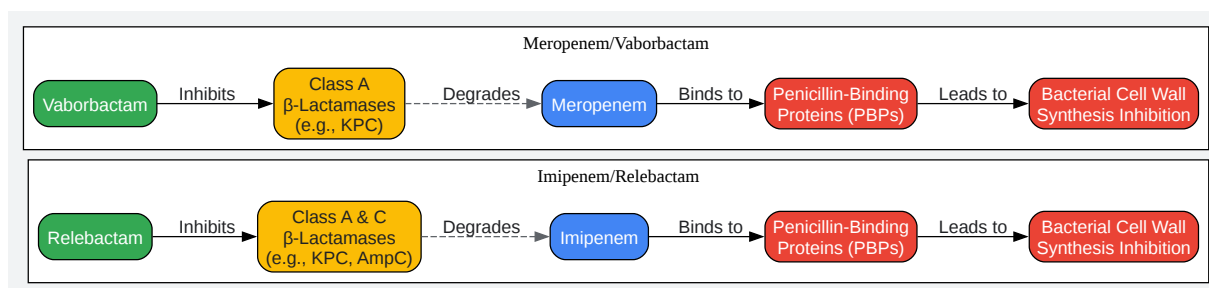 Meropenem/Vaborbactam
Vaborbactam
Inhibits
Class A
β-Lactamases
(e.g., KPC)
Degrades
Meropenem
Binds to
Penicillin-Binding
Proteins (PBPs)
Leads to
Bacterial Cell Wall
Synthesis Inhibition
Imipenem/Relebactam
Relebactam
Inhibits
Class A & C
β-Lactamases
(e.g., KPC, AmpC)
Degrades
Imipenem
Binds to
Penicillin-Binding
Proteins (PBPs)
Leads to
Bacterial Cell Wall
Synthesis Inhibition